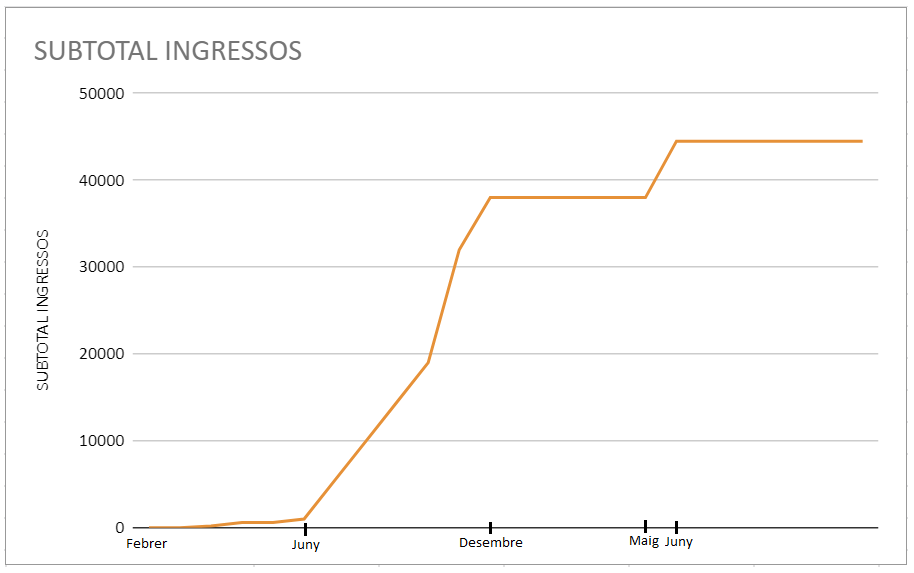 SUBTOTAL INGRESSOS
50000
40000
30000
20000
10000
0
SUBTOTAL INGRESSOS
Febrer Juny Desembre Maig Juny